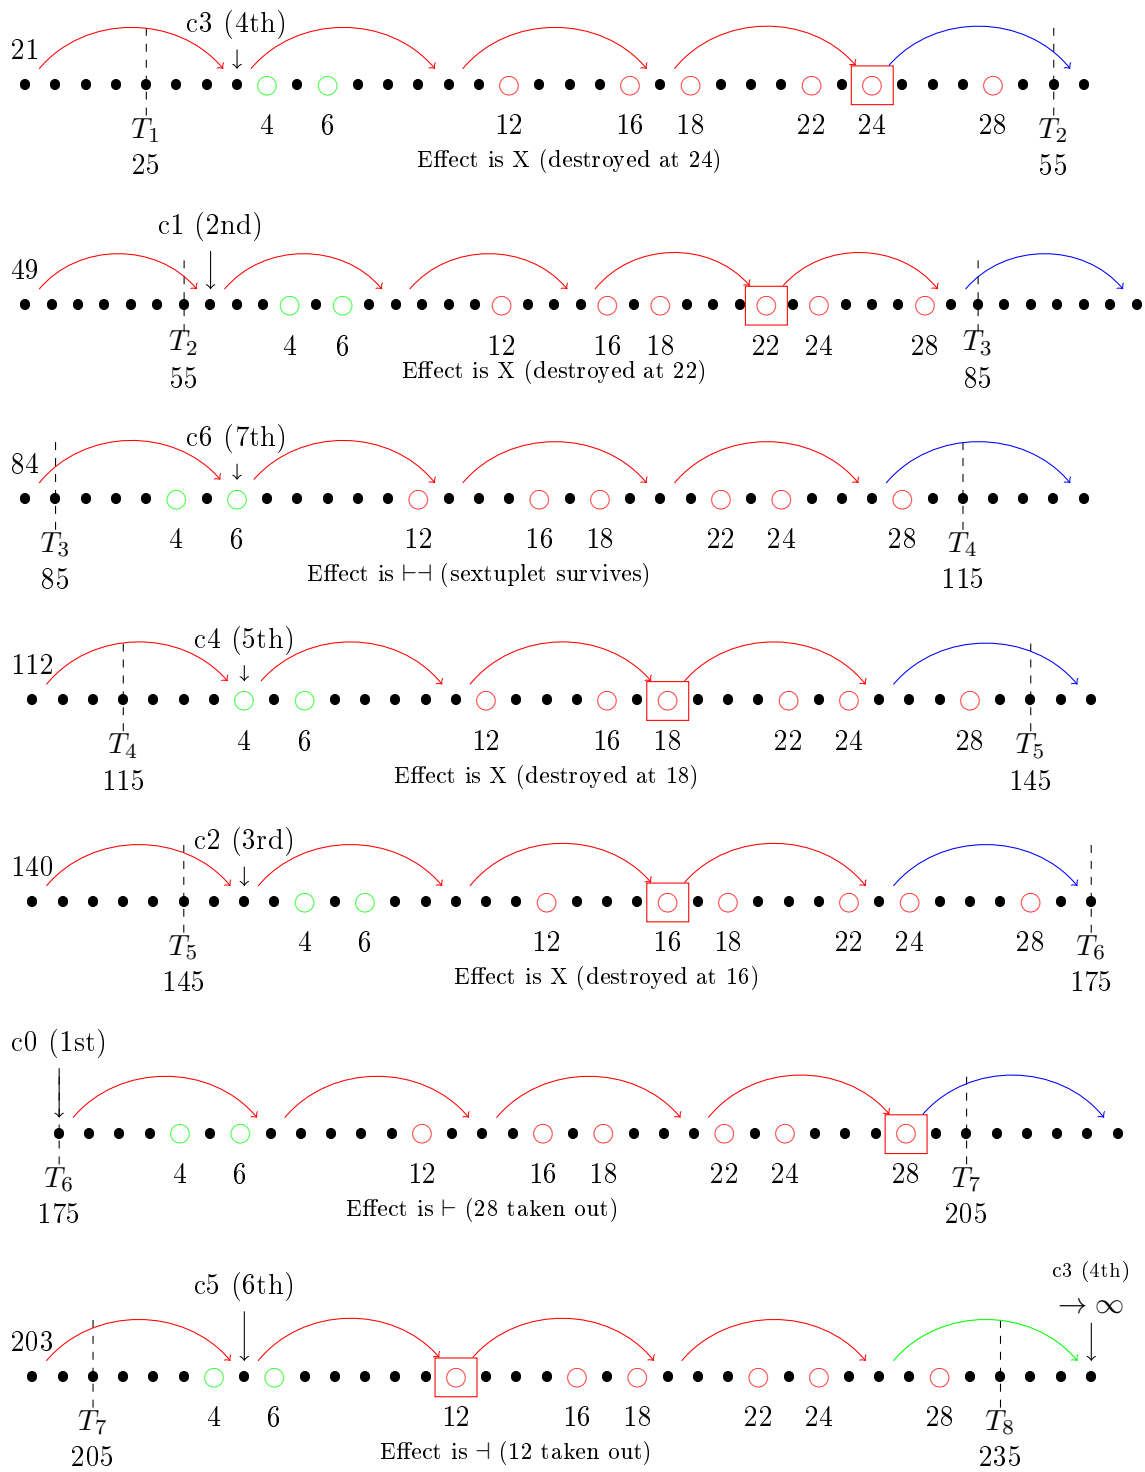 c3 (4th)
21
4 6 12 16 18 22 24 28
T₁ T₂
25 Effect is X (destroyed at 24) 55
c1 (2nd)
49
T₂ 4 6 12 16 18 22 24 28 T₃
55 Effect is X (destroyed at 22) 85
c6 (7th)
84
T₃ 4 6 12 16 18 22 24 28 T₄
85 Effect is ⊢⊣ (sextuplet survives) 115
c4 (5th)
112
T₄ 4 6 12 16 18 22 24 28 T₅
115 Effect is X (destroyed at 18) 145
c2 (3rd)
140
T₅ 4 6 12 16 18 22 24 28 T₆
145 Effect is X (destroyed at 16) 175
c0 (1st)
T₆ 4 6 12 16 18 22 24 28 T₇
175 Effect is ⊢ (28 taken out) 205
c5 (6th) c3 (4th)
→ ∞
203
T₇ 4 6 12 16 18 22 24 28 T₈
205 Effect is ⊣ (12 taken out) 235